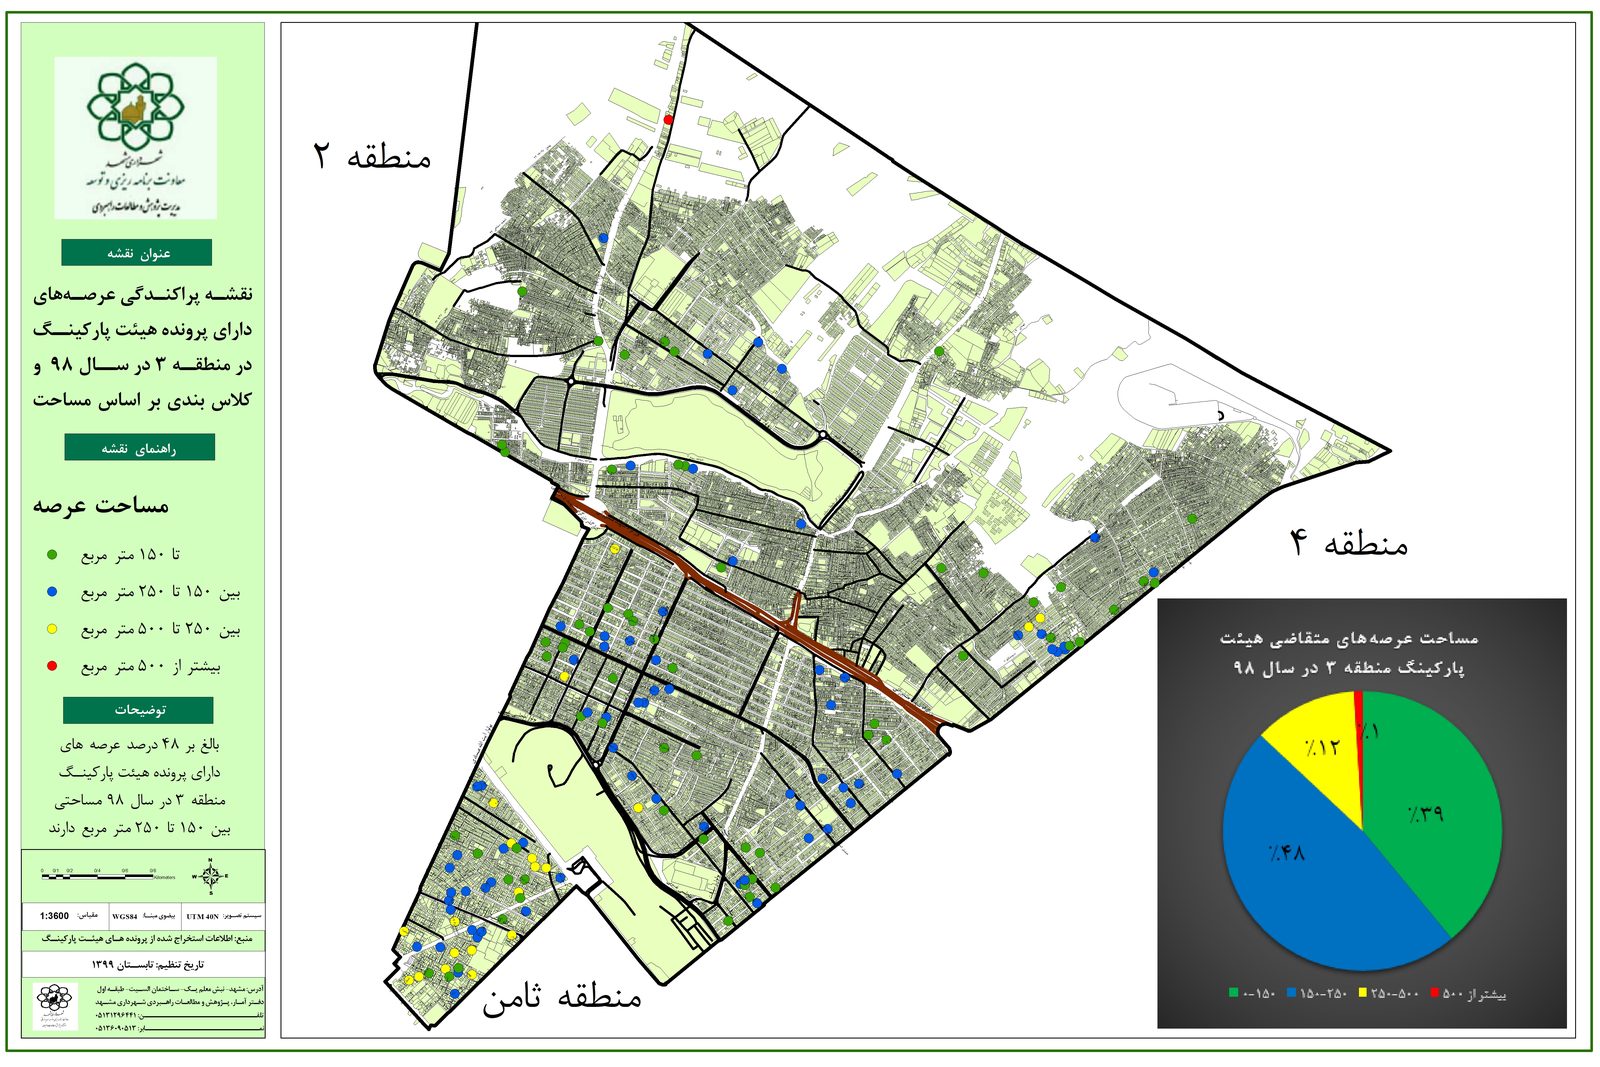 شهرداری مشهد
معاونت برنامه ریزی و توسعه
مدیریت پژوهش و مطالعات راهبردی
عنوان نقشه
نقشه پراکندگی عرصه‌های
دارای پرونده هیئت پارکینگ
در منطقه ۳ در سال ۹۸ و
کلاس بندی بر اساس مساحت
راهنمای نقشه
مساحت عرصه
تا ۱۵۰ متر مربع
بین ۱۵۰ تا ۲۵۰ متر مربع
بین ۲۵۰ تا ۵۰۰ متر مربع
بیشتر از ۵۰۰ متر مربع
توضیحات
بالغ بر ۴۸ درصد عرصه های
دارای پرونده هیئت پارکینگ
منطقه ۳ در سال ۹۸ مساحتی
بین ۱۵۰ تا ۲۵۰ متر مربع دارند
Kilometers
N
W E
S
سیستم تصویر: UTM 40N بیضوی مبنا: WGS84 مقیاس: 1:3600
منبع: اطلاعات استخراج شده از پرونده های هیئت پارکینگ
تاریخ تنظیم: تابستان ۱۳۹۹
آدرس: مشهد - نبش معلم یک - ساختمان السیت - طبقه اول
دفتر آمار، پژوهش و مطالعات راهبردی شهرداری مشهد
تلفن: ۰۵۱۳۱۲۹۶۴۴۱
نمابر: ۰۵۱۳۶۰۹۰۵۱۳
منطقه ۲
منطقه ۴
منطقه ثامن
مساحت عرصه‌های متقاضی هیئت
پارکینگ منطقه ۳ در سال ۹۸
٪۱
٪۱۲
٪۳۹
٪۴۸
۰-۱۵۰ ۱۵۰-۲۵۰ ۲۵۰-۵۰۰ بیشتر از ۵۰۰